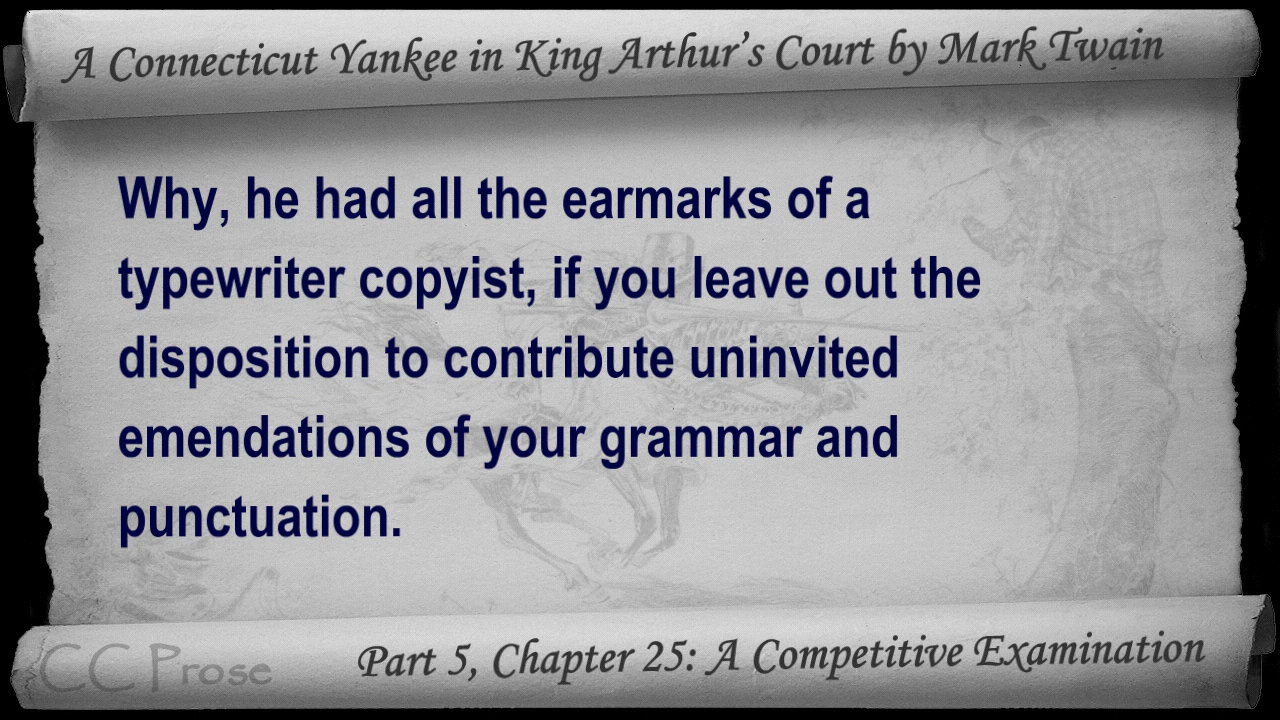 A Connecticut Yankee in King Arthur's Court by Mark Twain
Why, he had all the earmarks of a
typewriter copyist, if you leave out the
disposition to contribute uninvited
emendations of your grammar and
punctuation.
CC Prose
Part 5, Chapter 25: A Competitive Examination